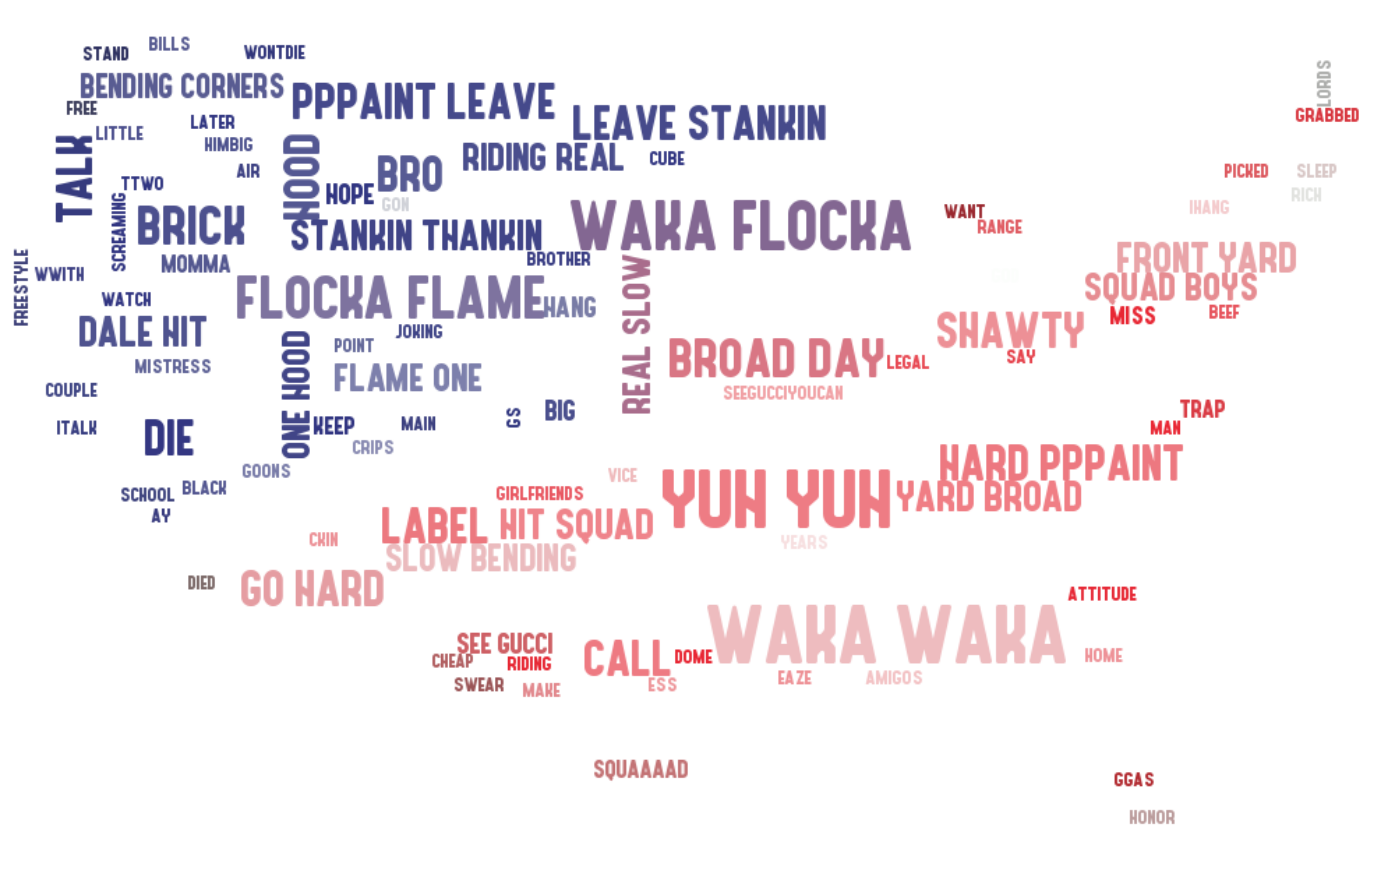 STAND
BILLS
WONTDIE
BENDING CORNERS
PPPAINT LEAVE
LEAVE STANKIN
LORDS
GRABBED
FREE
LATER
LITTLE
HIMBIG
TALK
HOOD
RIDING REAL
CUBE
AIR
BRO
PICKED
SLEEP
TTWO
HOPE
GON
RICH
IHANG
WANT
RANGE
SCREAMING
BRICK
STANKIN THANKIN
WAKA FLOCKA
MOMMA
BROTHER
FRONT YARD
FREESTYLE
WWITH
SQUAD BOYS
WATCH
FLOCKA FLAME
HANG
REAL SLOW
MISS
BEEF
DALE HIT
JOKING
SHAWTY
POINT
BROAD DAY
LEGAL
SAY
MISTRESS
ONE HOOD
FLAME ONE
SEEGUCCIYOUCAN
COUPLE
BIG
TRAP
ITALK
DIE
KEEP
MAIN
GS
MAN
CRIPS
GOONS
VICE
HARD PPPAINT
SCHOOL
BLACK
GIRLFRIENDS
YUH YUH
YARD BROAD
AY
LABEL
HIT SQUAD
CKIN
YEARS
SLOW BENDING
DIED
GO HARD
ATTITUDE
WAKA WAKA
SEE GUCCI
CALL
DOME
HOME
CHEAP
RIDING
SWEAR
MAKE
ESS
EAZE
AMIGOS
SQUAAAAD
GGAS
HONOR